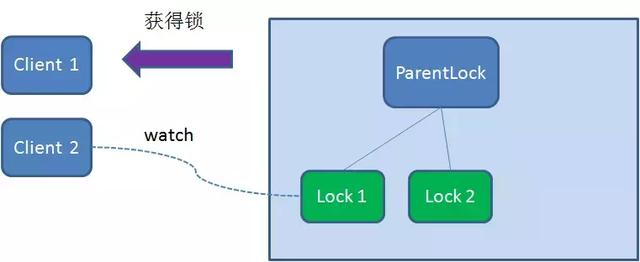 获得锁
Client 1
ParentLock
watch
Client 2
Lock 1
Lock 2